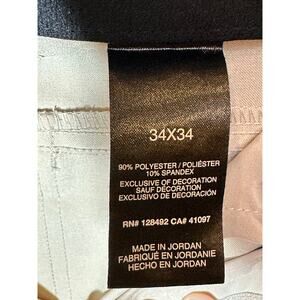 34X34
90% POLYESTER / POLIÉSTER
10% SPANDEX
EXCLUSIVE OF DECORATION
SAUF DÉCORATION
EXCLUSIVO DE DECORACIÓN
RN# 128492 CA# 41097
MADE IN JORDAN
FABRIQUÉ EN JORDANIE
HECHO EN JORDAN